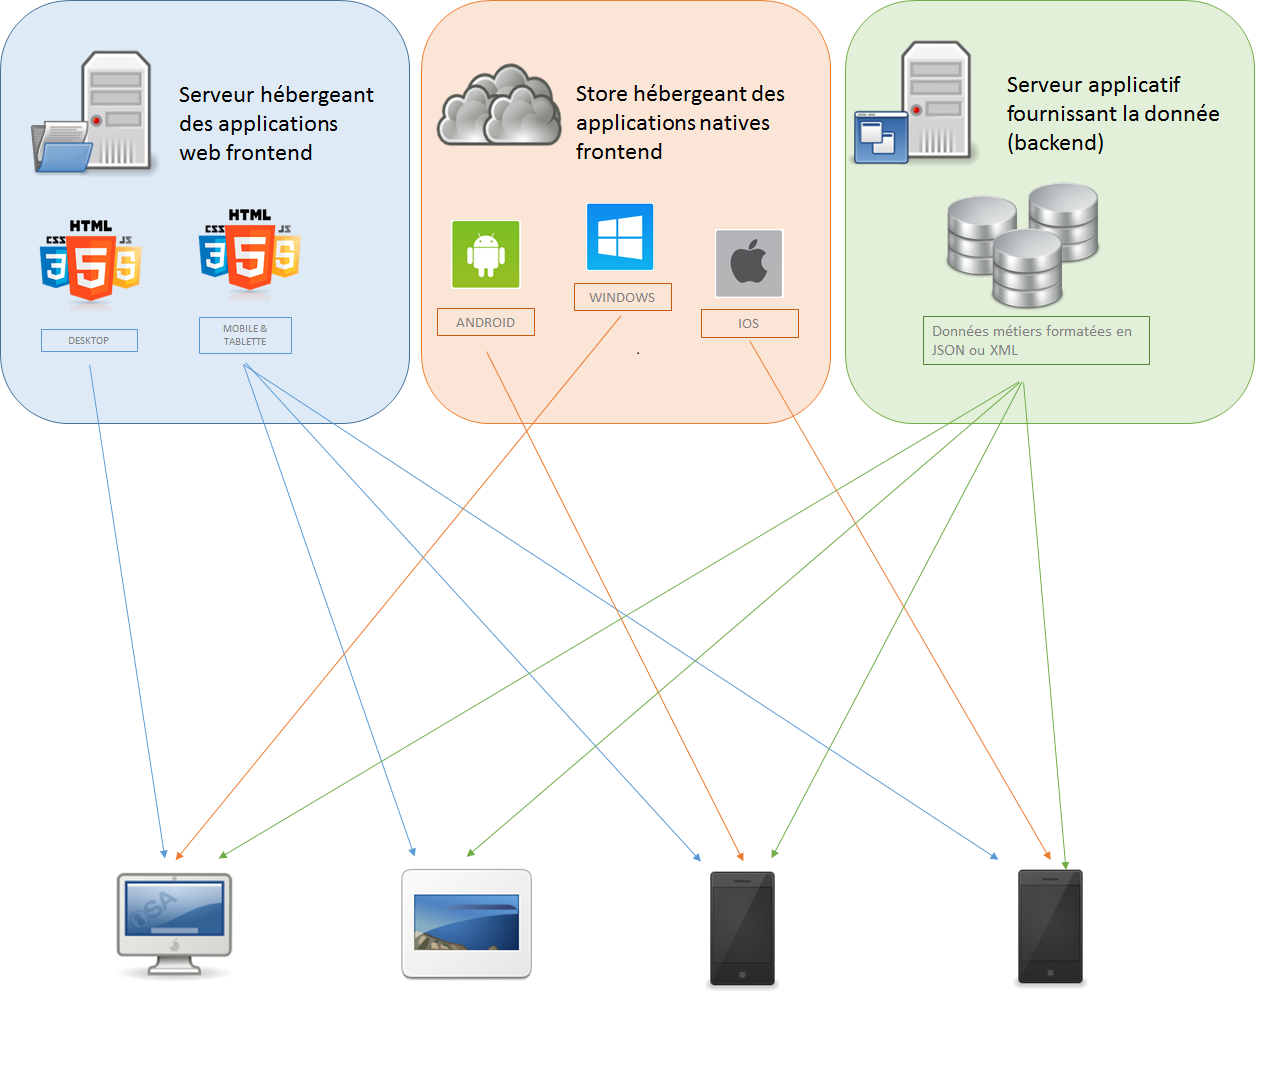 Serveur hébergeant
des applications
web frontend
Store hébergeant des
applications natives
frontend
Serveur applicatif
fournissant la donnée
(backend)
HTML
CSS
JS
3
5
HTML
CSS
JS
3
5
DESKTOP
MOBILE &
TABLETTE
ANDROID
WINDOWS
IOS
Données métiers formatées en
JSON ou XML
OSA